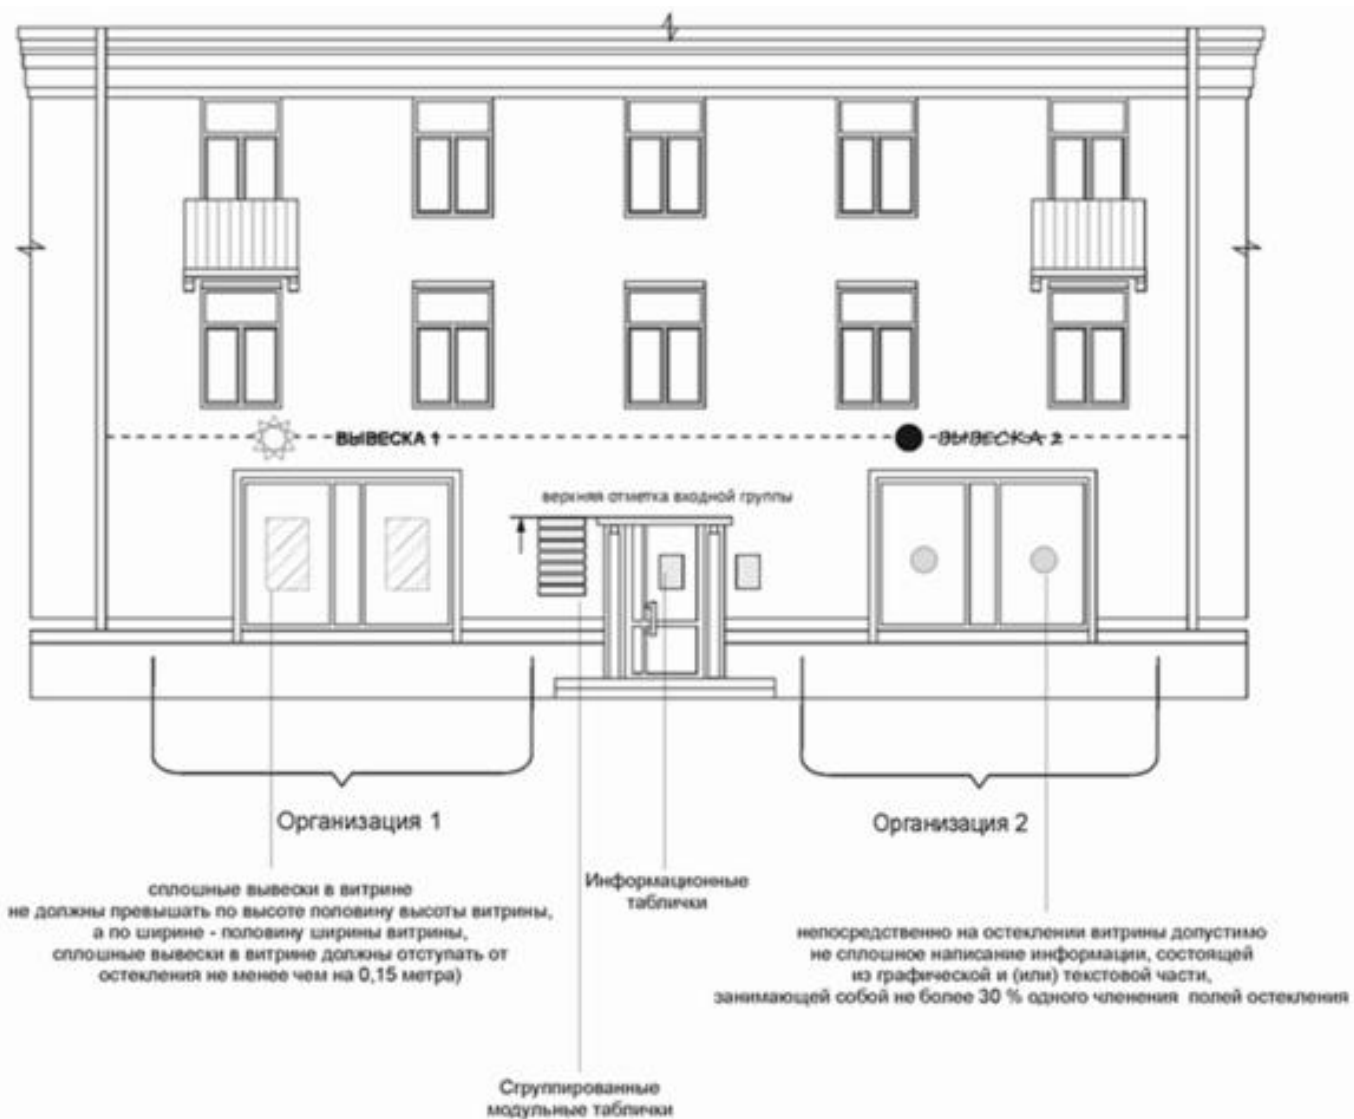 ВЫВЕСКА 1
ВЫВЕСКА 2
верхняя отметка входной группы
Организация 1
Организация 2
сплошные вывески в витрине
не должны превышать по высоте половину высоты витрины,
а по ширине - половину ширины витрины,
сплошные вывески в витрине должны отступать от
остекления не менее чем на 0,15 метра)
Информационные
таблички
непосредственно на остеклении витрины допустимо
не сплошное написание информации, состоящей
из графической и (или) текстовой части,
занимающей собой не более 30 % одного членения полей остекления
Сгруппированные
модульные таблички